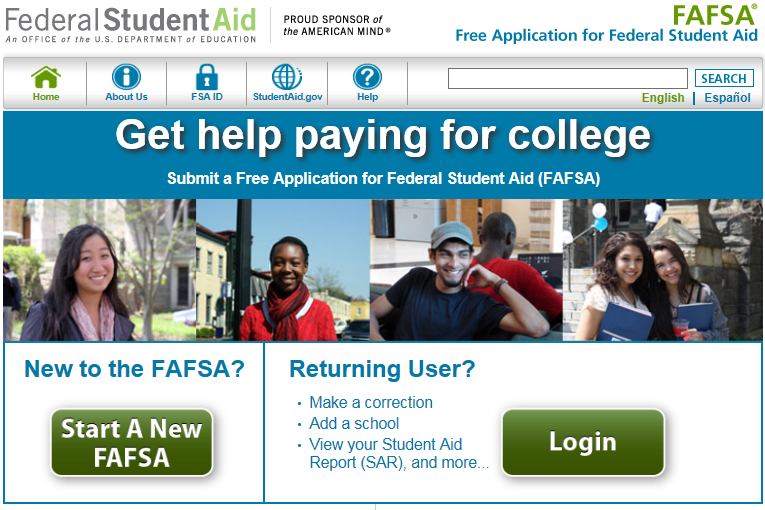 Federal Student Aid
An OFFICE of the U.S. DEPARTMENT of EDUCATION
PROUD SPONSOR of
the AMERICAN MIND®
FAFSA®
Free Application for Federal Student Aid
Home
About Us
FSA ID
StudentAid.gov
Help
SEARCH
English | Español
Get help paying for college
Submit a Free Application for Federal Student Aid (FAFSA)
New to the FAFSA?
Start A New
FAFSA
Returning User?
• Make a correction
• Add a school
• View your Student Aid
Report (SAR), and more...
Login